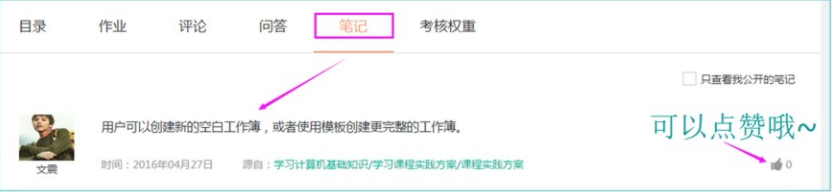 目录 作业 评论 问答 笔记 考核权重
只查看我公开的笔记
用户可以创建新的空白工作簿，或者使用模板创建更完整的工作簿。
可以点赞哦~
文震 时间：2016年04月27日 源自：学习计算机基础知识/学习课程实践方案/课程实践方案 0